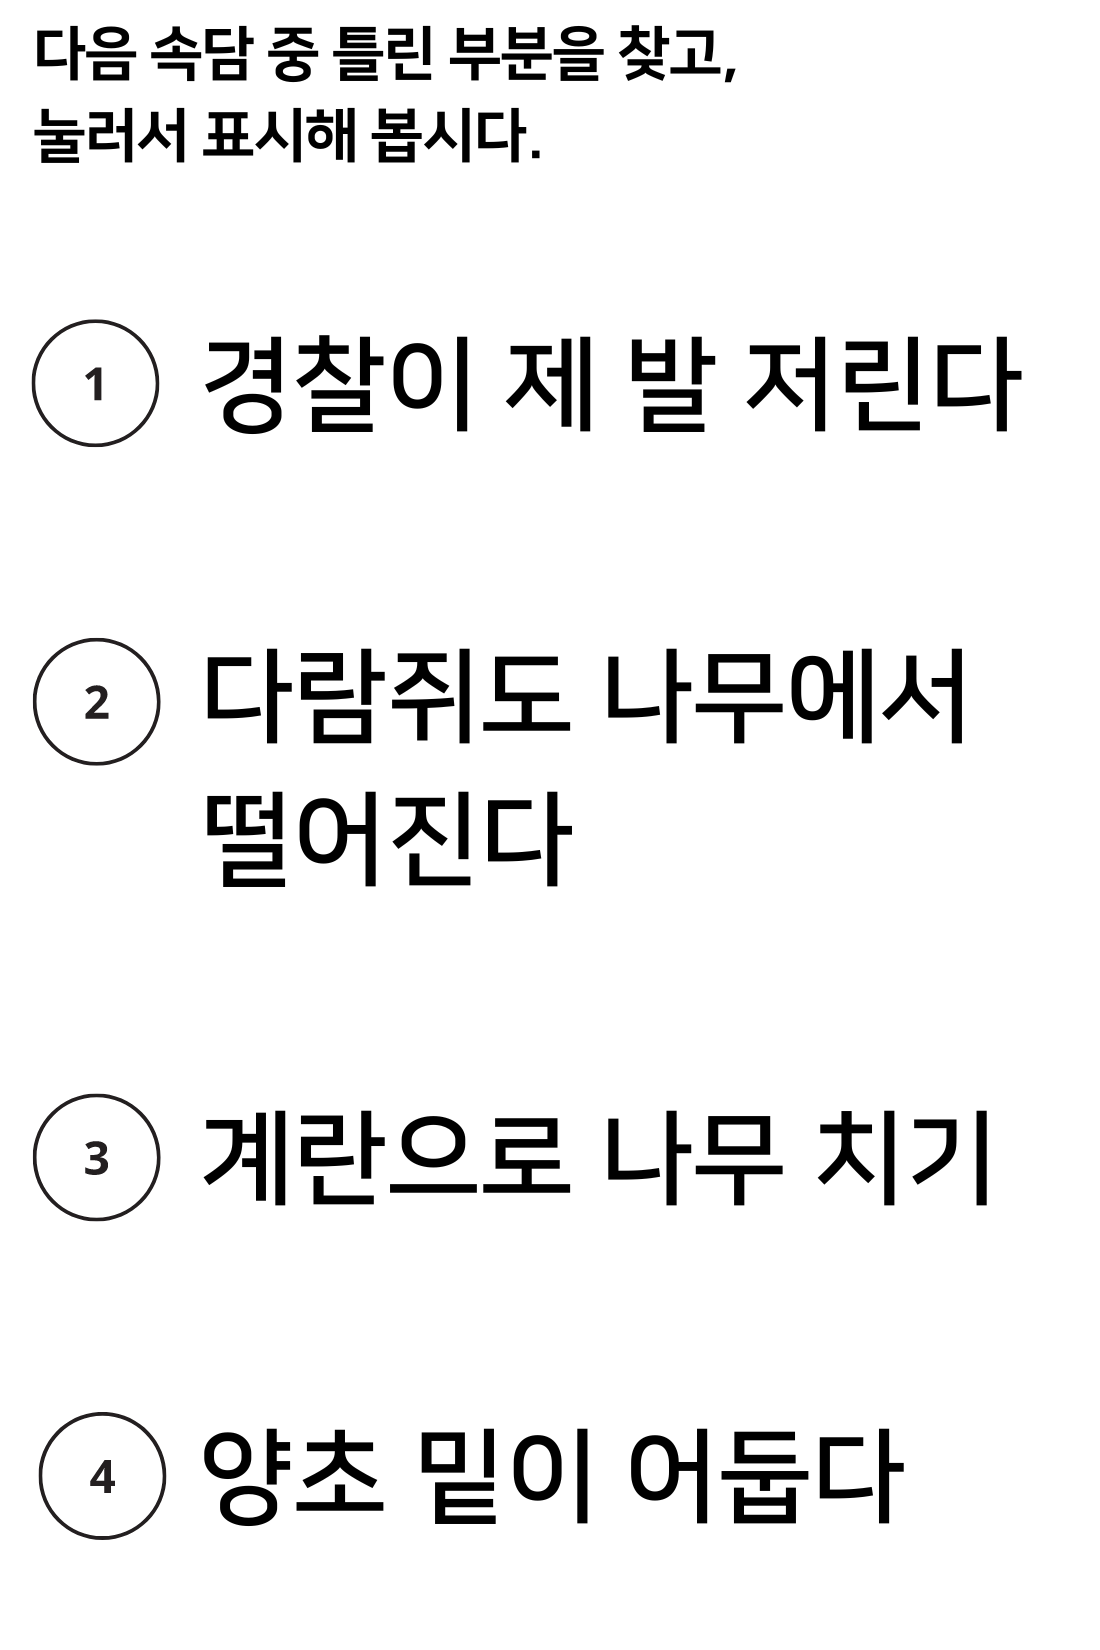 다음 속담 중 틀린 부분을 찾고,
눌러서 표시해 봅시다.
1 경찰이 제 발 저린다
2 다람쥐도 나무에서
떨어진다
3 계란으로 나무 치기
4 양초 밑이 어둡다